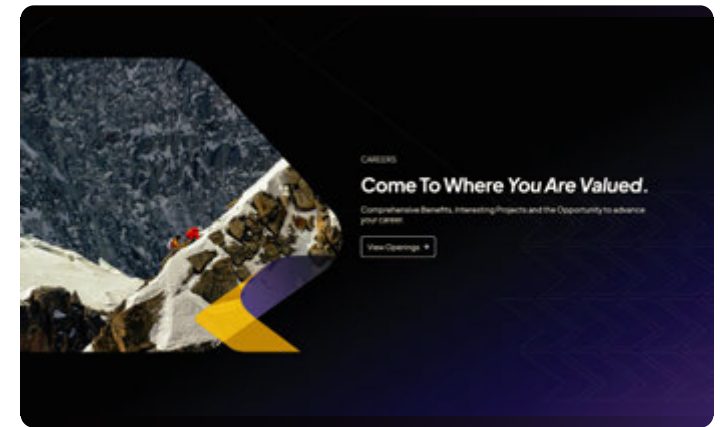 CAREERS
Come To Where You Are Valued.
Comprehensive Benefits, Interesting Projects and the Opportunity to advance
your career.
View Openings →